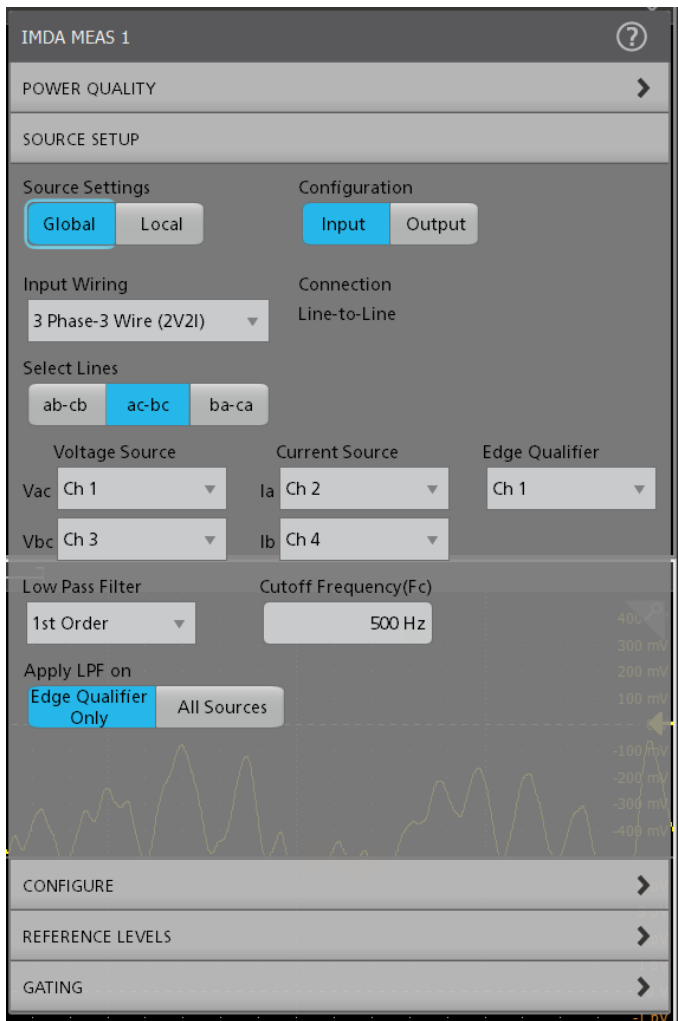 IMDA MEAS 1
?
POWER QUALITY
SOURCE SETUP
Source Settings
Configuration
Global
Local
Input
Output
Input Wiring
Connection
3 Phase-3 Wire (2V2I)
Line-to-Line
Select Lines
ab-cb
ac-bc
ba-ca
Voltage Source
Current Source
Edge Qualifier
Vac
Ch 1
Ia
Ch 2
Ch 1
Vbc
Ch 3
Ib
Ch 4
Low Pass Filter
Cutoff Frequency(Fc)
1st Order
500 Hz
300 mV
Apply LPF on
200 mV
Edge Qualifier
Only
All Sources
100 mV
-100 mV
-200 mV
-300 mV
-400 mV
CONFIGURE
REFERENCE LEVELS
GATING